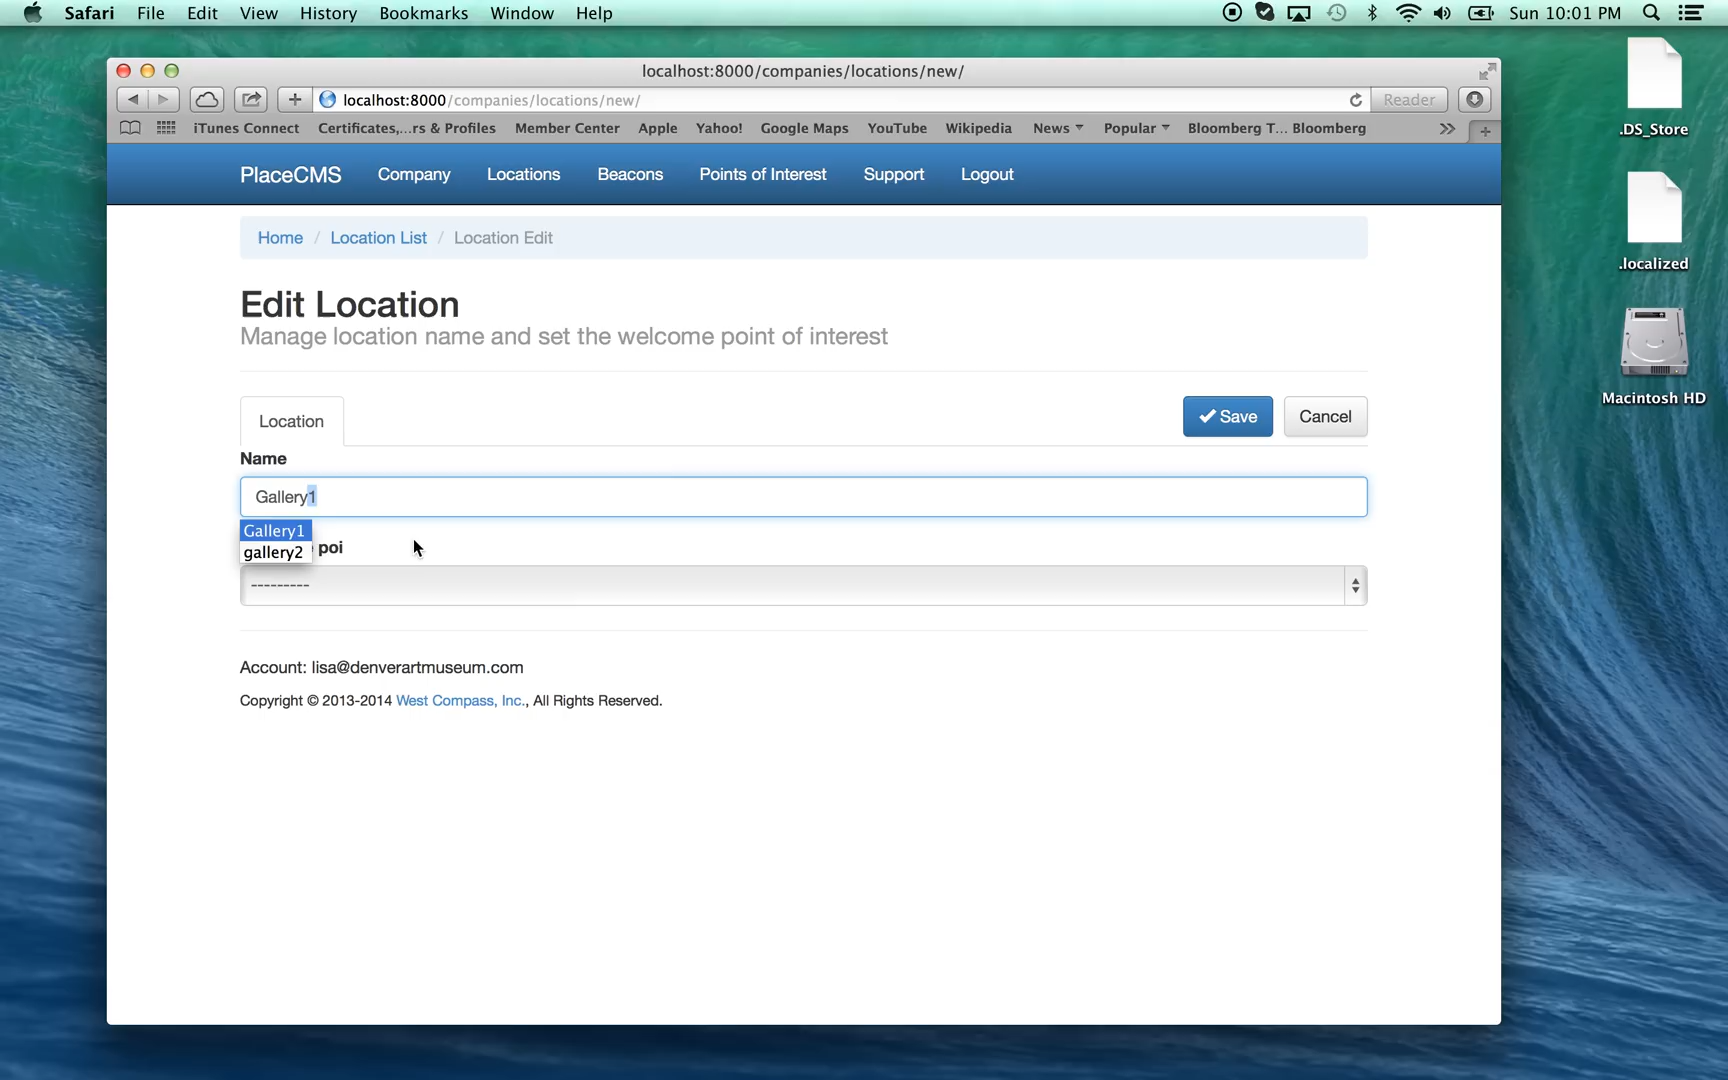 Safari File Edit View History Bookmarks Window Help Sun 10:01 PM
localhost:8000/companies/locations/new/
localhost:8000/companies/locations/new/ Reader
iTunes Connect Certificates,...rs & Profiles Member Center Apple Yahoo! Google Maps YouTube Wikipedia News Popular Bloomberg T... Bloomberg
PlaceCMS Company Locations Beacons Points of Interest Support Logout
Home / Location List / Location Edit
Edit Location
Manage location name and set the welcome point of interest
Location Save Cancel
Name
Gallery1
Gallery1
gallery2
poi
---------
Account: lisa@denverartmuseum.com
Copyright © 2013-2014 West Compass, Inc., All Rights Reserved.
.DS_Store
.localized
Macintosh HD